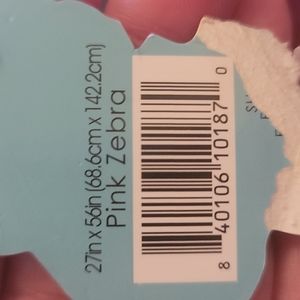 27in x 56in (68.6cm x 142.2cm)
Pink Zebra
8 40106 10187 0